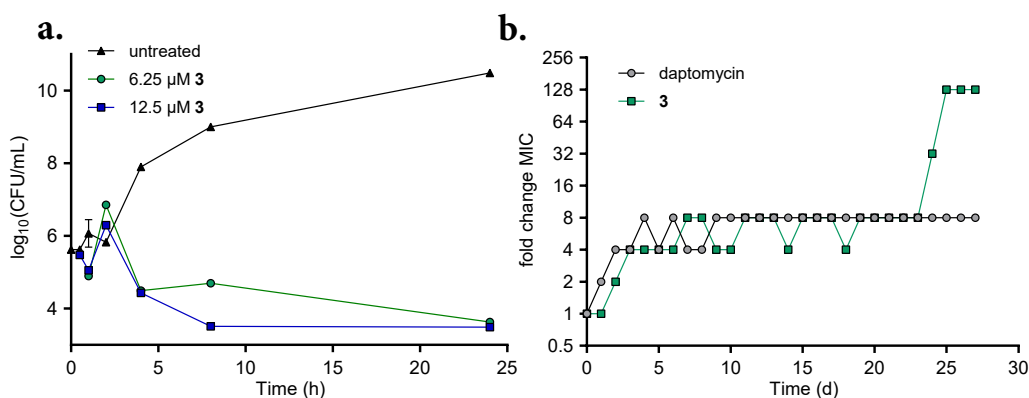 a.
untreated
6.25 µM 3
12.5 µM 3
log10(CFU/mL)
10
8
6
4
0 5 10 15 20 25
Time (h)
b.
daptomycin
3
fold change MIC
256
128
64
32
16
8
4
2
1
0.5
0 5 10 15 20 25 30
Time (d)